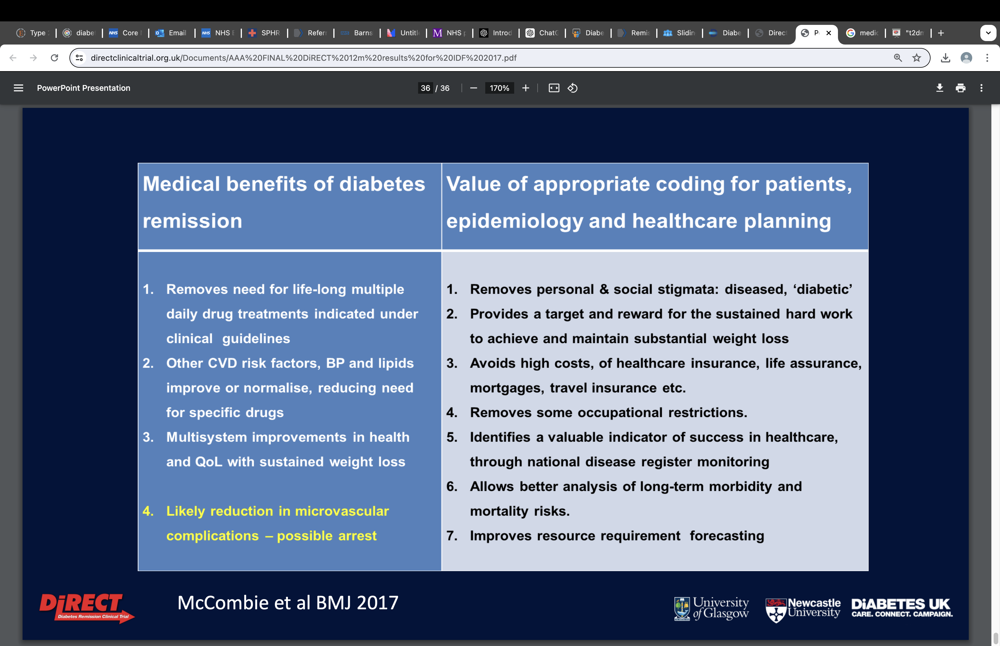 Type
diabet
NHS Core
Email
NHS NHS E
SPHR
Referr
NHS Barns
Untitl
M NHS p
Introd
ChatG
Diabe
Remis
Slidin
Diabe
Direct
P
medic
"t2dm
directclinicaltrial.org.uk/Documents/AAA%20FINAL%20DiRECT%2012m%20results%20for%20IDF%202017.pdf
PowerPoint Presentation
36 / 36
170%
Medical benefits of diabetes
remission
1. Removes need for life-long multiple
daily drug treatments indicated under
clinical guidelines
2. Other CVD risk factors, BP and lipids
improve or normalise, reducing need
for specific drugs
3. Multisystem improvements in health
and QoL with sustained weight loss
4. Likely reduction in microvascular
complications – possible arrest
Value of appropriate coding for patients,
epidemiology and healthcare planning
1. Removes personal & social stigmata: diseased, ‘diabetic’
2. Provides a target and reward for the sustained hard work
to achieve and maintain substantial weight loss
3. Avoids high costs, of healthcare insurance, life assurance,
mortgages, travel insurance etc.
4. Removes some occupational restrictions.
5. Identifies a valuable indicator of success in healthcare,
through national disease register monitoring
6. Allows better analysis of long-term morbidity and
mortality risks.
7. Improves resource requirement forecasting
DiRECT
Diabetes Remission Clinical Trial
McCombie et al BMJ 2017
University
of Glasgow
Newcastle
University
DiABETES UK
CARE. CONNECT. CAMPAIGN.